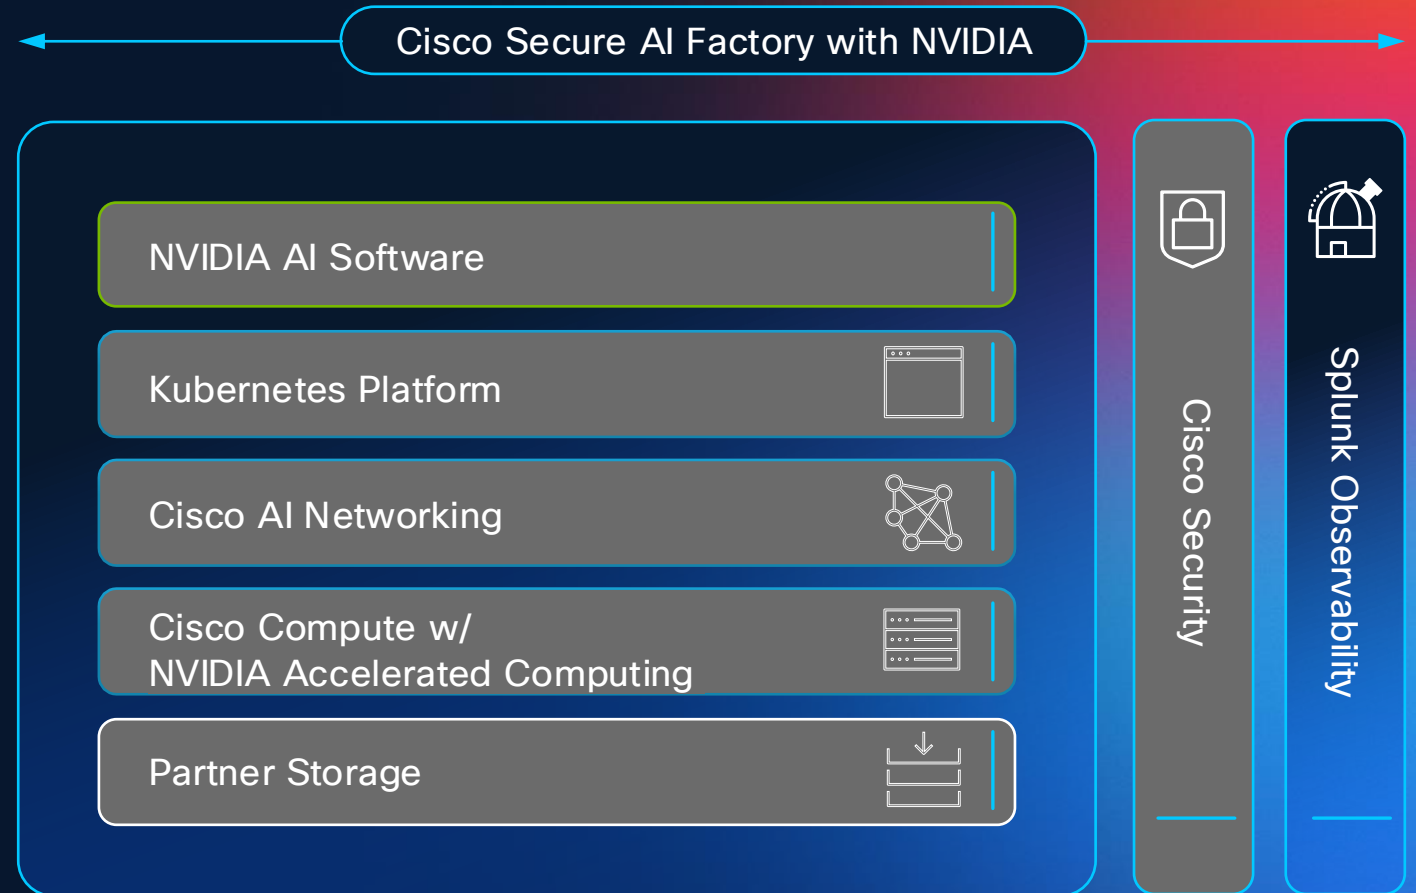 Cisco Secure AI Factory with NVIDIA
NVIDIA AI Software
Kubernetes Platform
Cisco AI Networking
Cisco Compute w/
NVIDIA Accelerated Computing
Partner Storage
Cisco Security
Splunk Observability